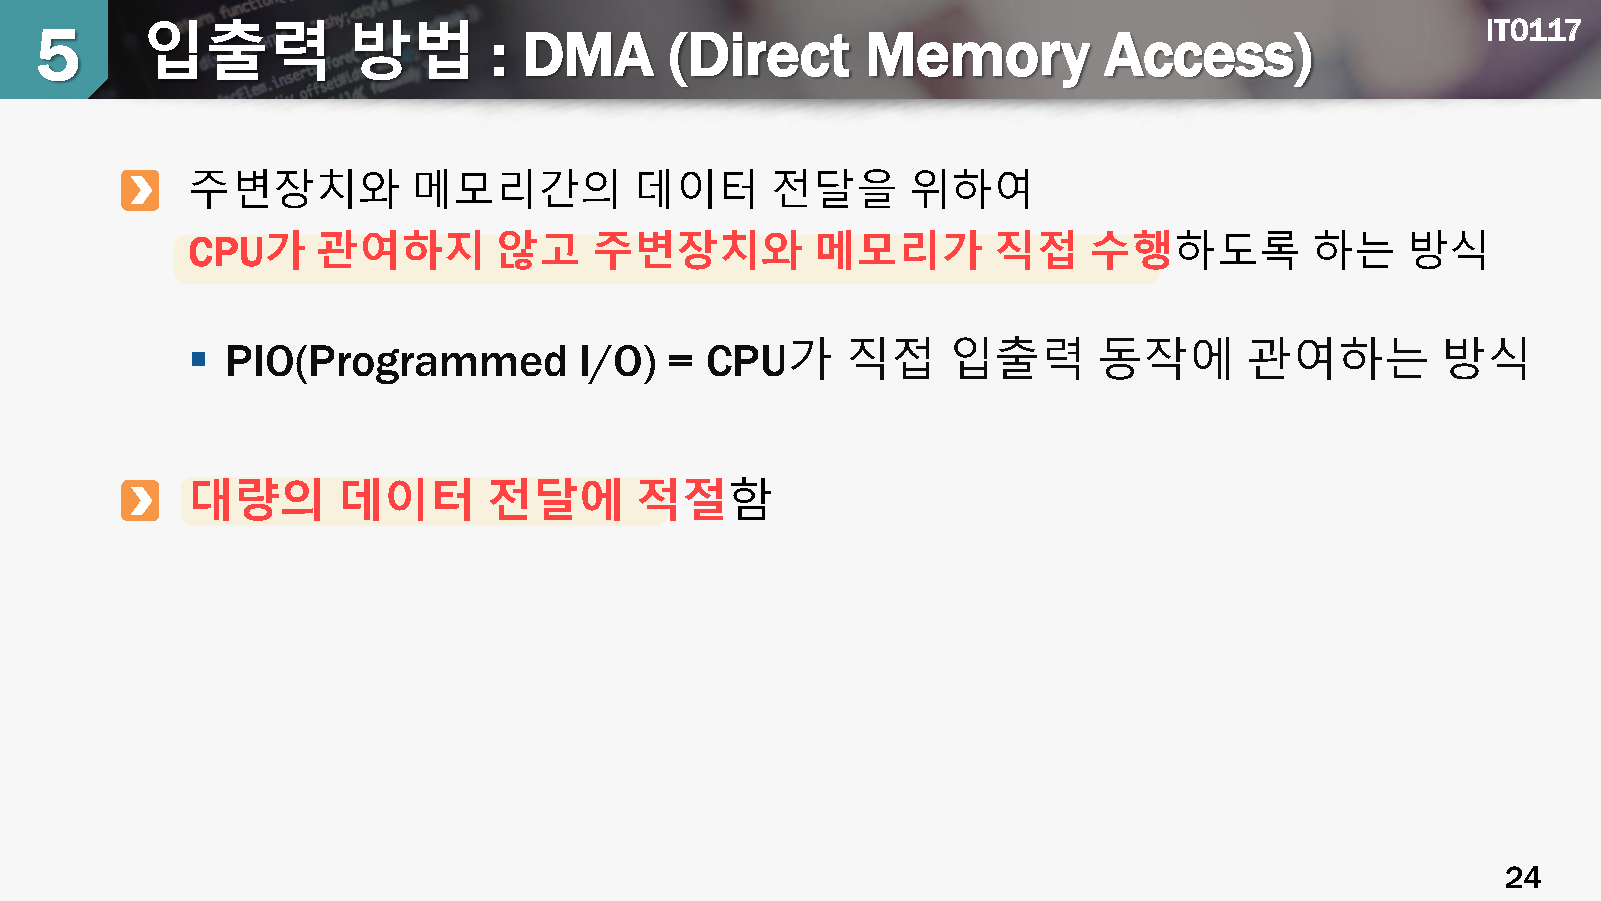 5
입출력 방법 : DMA (Direct Memory Access)
IT0117
주변장치와 메모리간의 데이터 전달을 위하여
CPU가 관여하지 않고 주변장치와 메모리가 직접 수행하도록 하는 방식
▪ PIO(Programmed I/O) = CPU가 직접 입출력 동작에 관여하는 방식
대량의 데이터 전달에 적절함
24